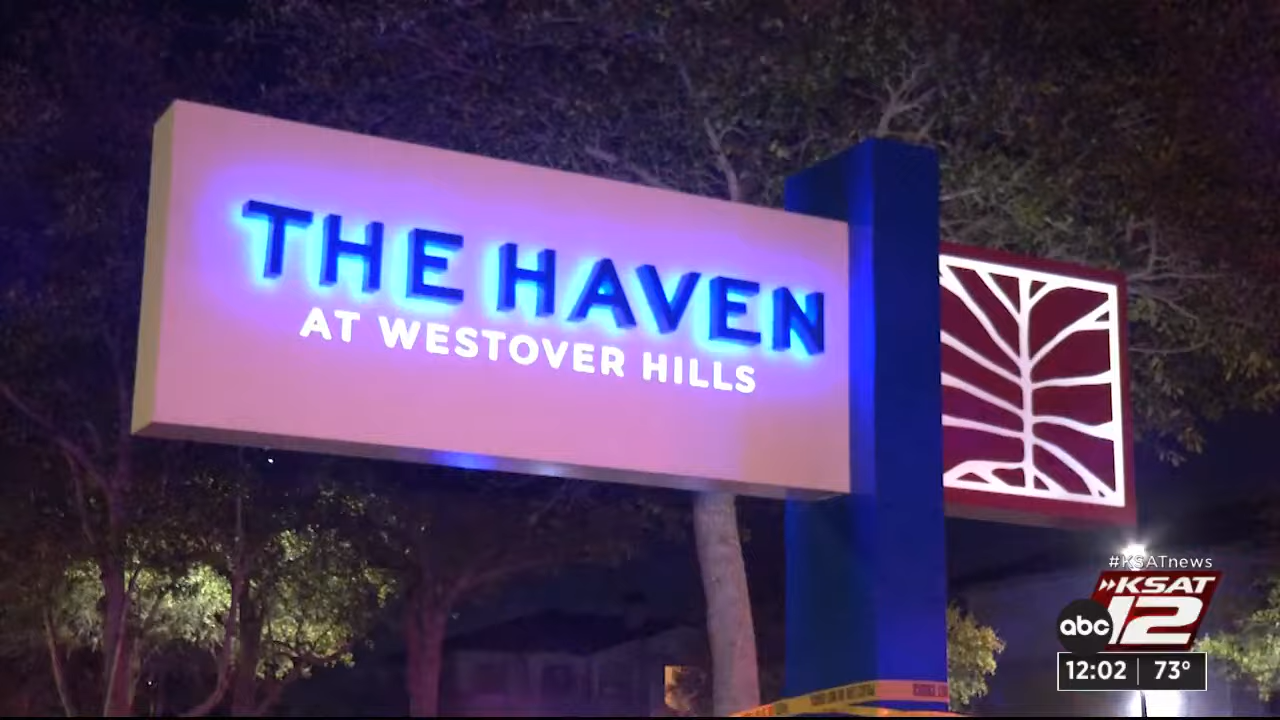 THE HAVEN
AT WESTOVER HILLS
#KSATnews
KSAT
abc 12
12:02 73°